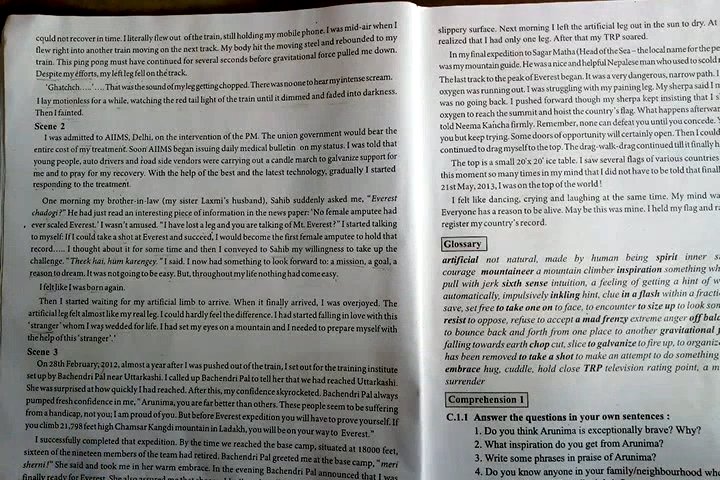 could not recover in time. I literally flew out of the train, still holding my mobile phone. I was mid-air when I
flew right into another train moving on the next track. My body hit the moving steel and rebounded to my
train. This ping pong must have continued for several seconds before gravitational force pulled me down.
Despite my efforts, my left leg fell on the track.
'Ghatchch.....'..... That was the sound of my leg getting chopped. There was no one to hear my intense scream.
I lay motionless for a while, watching the red tail light of the train until it dimmed and faded into darkness.
Then I fainted.
Scene 2
I was admitted to AIIMS, Delhi, on the intervention of the PM. The union government would bear the
entire cost of my treatment. Soon AIIMS began issuing daily medical bulletin on my status. I was told that
young people, auto drivers and road side vendors were carrying out a candle march to galvanize support for
me and to pray for my recovery. With the help of the best and the latest technology, gradually I started
responding to the treatment.
One morning my brother-in-law (my sister Laxmi's husband), Sahib suddenly asked me, "Everest
chadogi?" He had just read an interesting piece of information in the news paper: 'No female amputee had
ever scaled Everest.' I wasn't amused. "I have lost a leg and you are talking of Mt. Everest?" I started talking
to myself: If I could take a shot at Everest and succeed, I would become the first female amputee to hold that
record..... I thought about it for some time and then I conveyed to Sahib my willingness to take up the
challenge. "Theek hai, hum karengey." I said. I now had something to look forward to: a mission, a goal, a
reason to dream. It was not going to be easy. But, throughout my life nothing had come easy.
I felt like I was born again.
Then I started waiting for my artificial limb to arrive. When it finally arrived, I was overjoyed. The
artificial leg felt almost like my real leg. I could hardly feel the difference. I had started falling in love with this
'stranger' whom I was wedded for life. I had set my eyes on a mountain and I needed to prepare myself with
the help of this 'stranger'.'
Scene 3
On 28th February, 2012, almost a year after I was pushed out of the train, I set out for the training institute
set up by Bachendri Pal near Uttarkashi. I called up Bachendri Pal to tell her that we had reached Uttarkashi.
She was surprised at how quickly I had reached. After this, my confidence skyrocketed. Bachendri Pal always
pumped fresh confidence in me, "Arunima, you are far better than others. These people seem to be suffering
from a handicap, not you; I am proud of you. But before Everest expedition you will have to prove yourself. If
you climb 21,798 feet high Chamsar Kangdi mountain in Ladakh, you will be on your way to Everest."
I successfully completed that expedition. By the time we reached the base camp, situated at 18000 feet,
sixteen of the nineteen members of the team had retired. Bachendri Pal greeted me at the base camp, "meri
sherni!" She said and took me in her warm embrace. In the evening Bachendri Pal announced that I was
finally ready for Everest. She also
slippery surface. Next morning I left the artificial leg out in the sun to dry. At
realized that I had only one leg. After that my TRP soared.
In my final expedition to Sagar Matha (Head of the Sea – the local name for the pe
was my mountain guide. He was a nice and helpful Nepalese man who used to scold
The last track to the peak of Everest began. It was a very dangerous, narrow path. I
oxygen was running out. I was struggling with my paining leg. My sherpa said I m
was no going back. I pushed forward though my sherpa kept insisting that I s
oxygen to reach the summit and hoist the country's flag. What happens afterwar
told Neema Kancha firmly. Remember, none can defeat you until you concede. Y
you but keep trying. Some doors of opportunity will certainly open. Then I could
continued to drag myself to the top. The drag-walk-drag continued till it finally h
The top is a small 20'x 20' ice table. I saw several flags of various countries
this moment so many times in my mind that I did not have to be told that finall
21st May, 2013, I was on the top of the world!
I felt like dancing, crying and laughing at the same time. My mind wa
Everyone has a reason to be alive. May be this was mine. I held my flag and ra
register my country's record.
Glossary
artificial not natural, made by human being spirit inner s
courage mountaineer a mountain climber inspiration something wh
pull with jerk sixth sense intuition, a feeling of getting a hint of w
automatically, impulsively inkling hint, clue in a flash within a fracti
save, set free to take one on to face, to encounter to size up to look som
resist to oppose, refuse to accept a mad frenzy extreme anger off bala
to bounce back and forth from one place to another gravitational f
falling towards earth chop cut, slice to galvanize to fire up, to organiz
has been removed to take a shot to make an attempt to do something
embrace hug, cuddle, hold close TRP television rating point, a m
surrender
Comprehension 1
C.1.1 Answer the questions in your own sentences :
1. Do you think Arunima is exceptionally brave? Why?
2. What inspiration do you get from Arunima?
3. Write some phrases in praise of Arunima?
4. Do you know anyone in your family/neighbourhood who